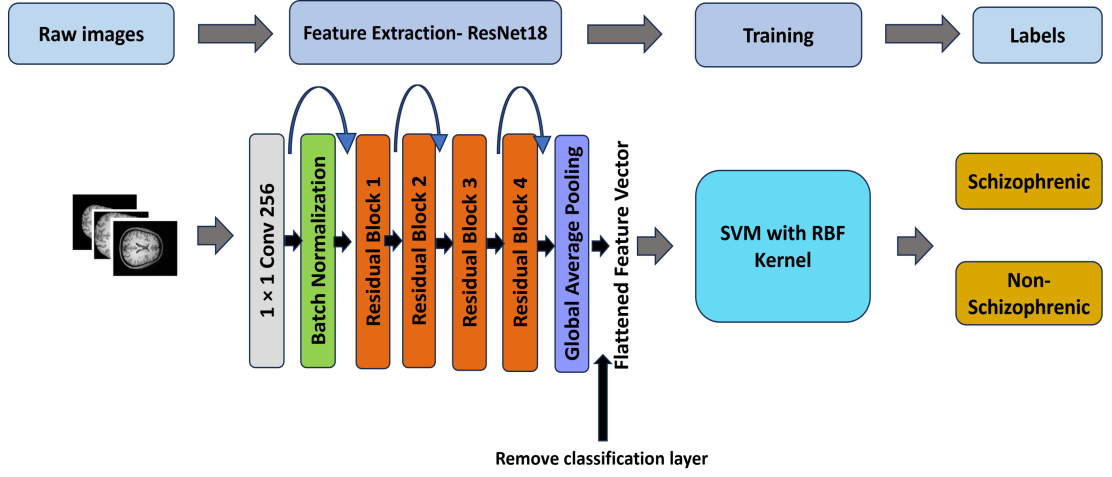 Raw images
Feature Extraction- ResNet18
Training
Labels
1 × 1 Conv 256
Batch Normalization
Residual Block 1
Residual Block 2
Residual Block 3
Residual Block 4
Global Average Pooling
Flattened Feature Vector
SVM with RBF
Kernel
Schizophrenic
Non-
Schizophrenic
Remove classification layer